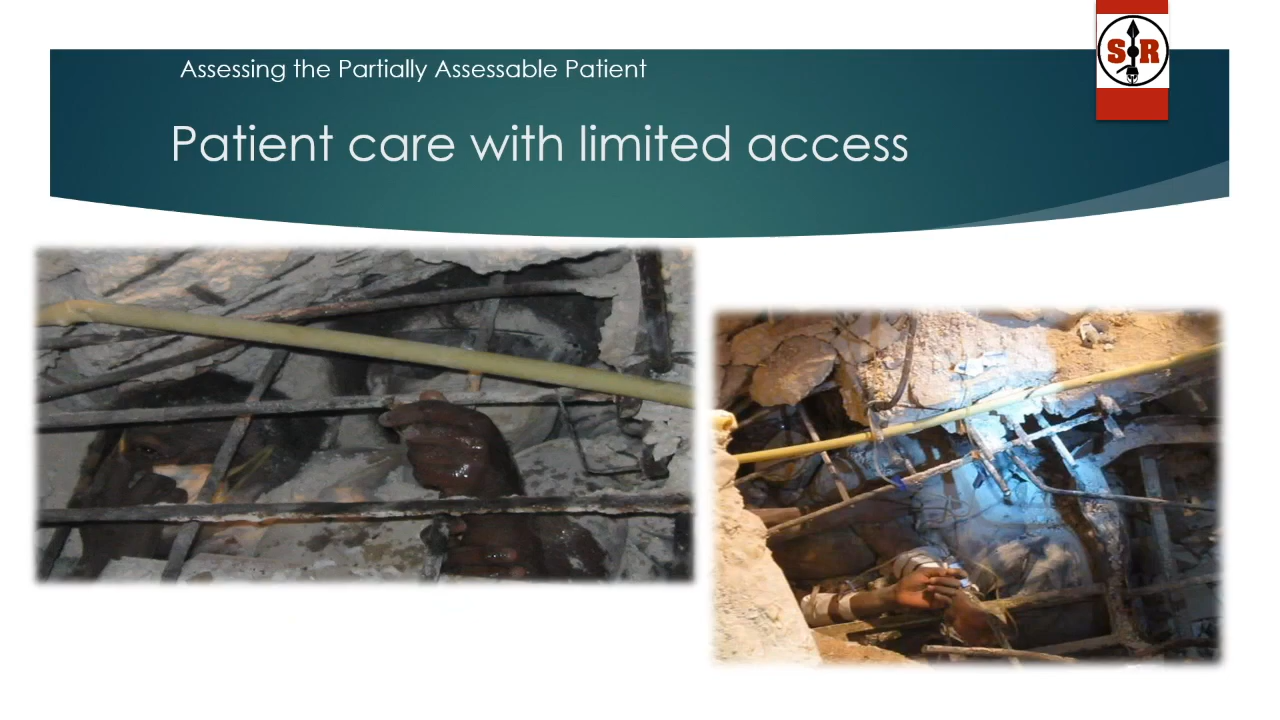 Assessing the Partially Assessable Patient
Patient care with limited access
S R